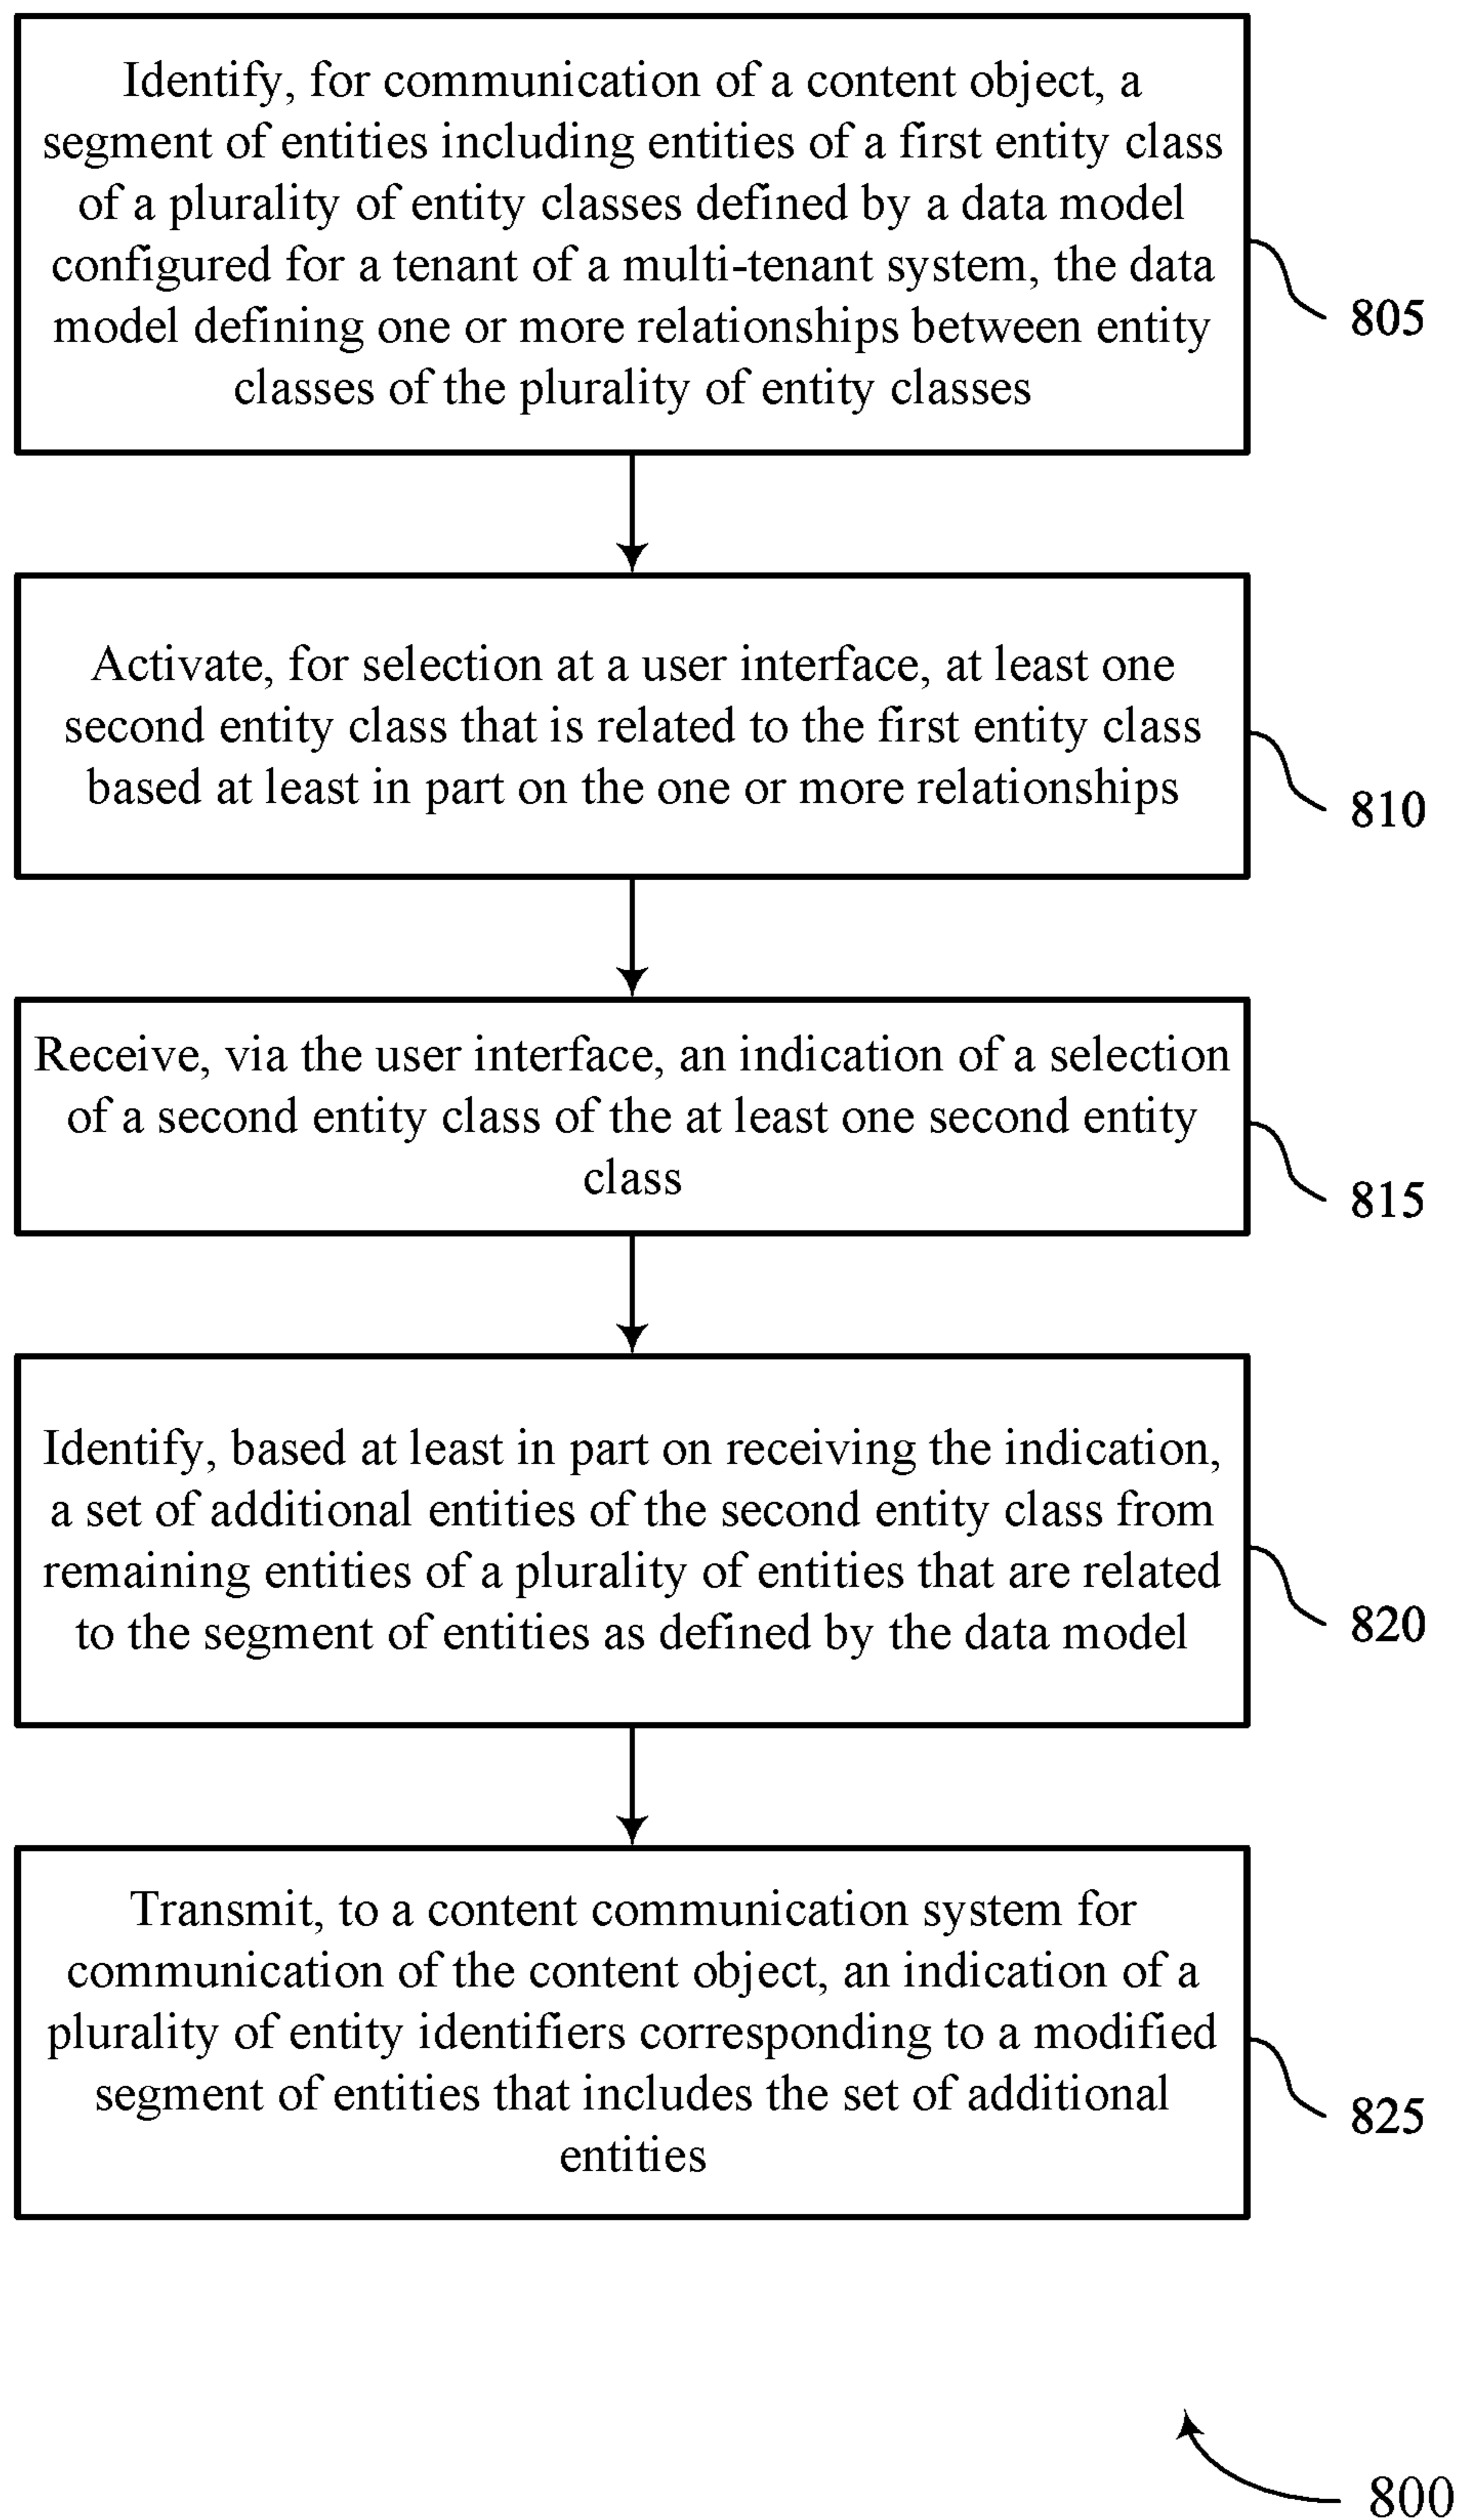 Identify, for communication of a content object, a
segment of entities including entities of a first entity class
of a plurality of entity classes defined by a data model
configured for a tenant of a multi-tenant system, the data
model defining one or more relationships between entity
classes of the plurality of entity classes
805
Activate, for selection at a user interface, at least one
second entity class that is related to the first entity class
based at least in part on the one or more relationships
810
Receive, via the user interface, an indication of a selection
of a second entity class of the at least one second entity
class
815
Identify, based at least in part on receiving the indication,
a set of additional entities of the second entity class from
remaining entities of a plurality of entities that are related
to the segment of entities as defined by the data model
820
Transmit, to a content communication system for
communication of the content object, an indication of a
plurality of entity identifiers corresponding to a modified
segment of entities that includes the set of additional
entities
825
800